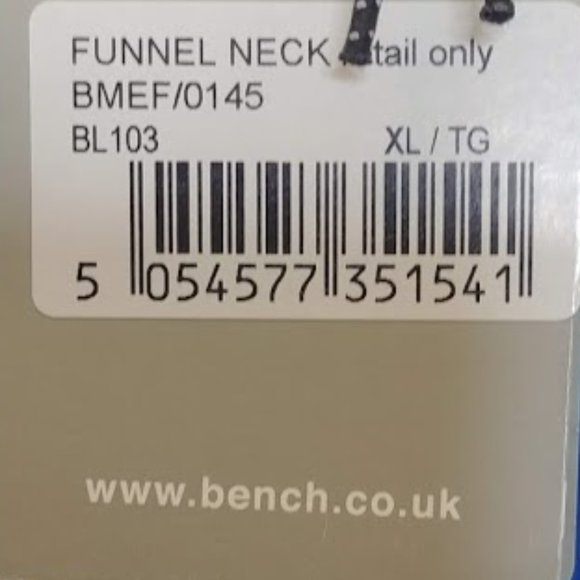 FUNNEL NECK only
BMEF/0145
BL103 XL / TG
5 054577 351541
www.bench.co.uk